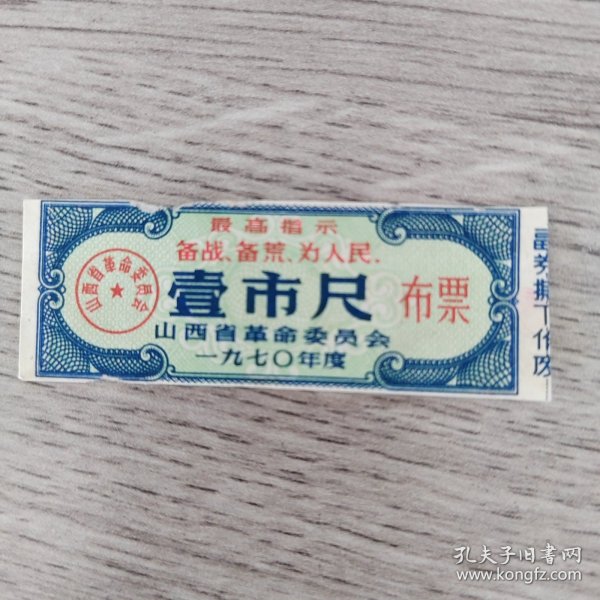 最高指示
备战、备荒、为人民.
壹市尺
布票
山西省革命委员会
一九七〇年度
山西省革命委员会
孔夫子旧书网
www.kongfz.com